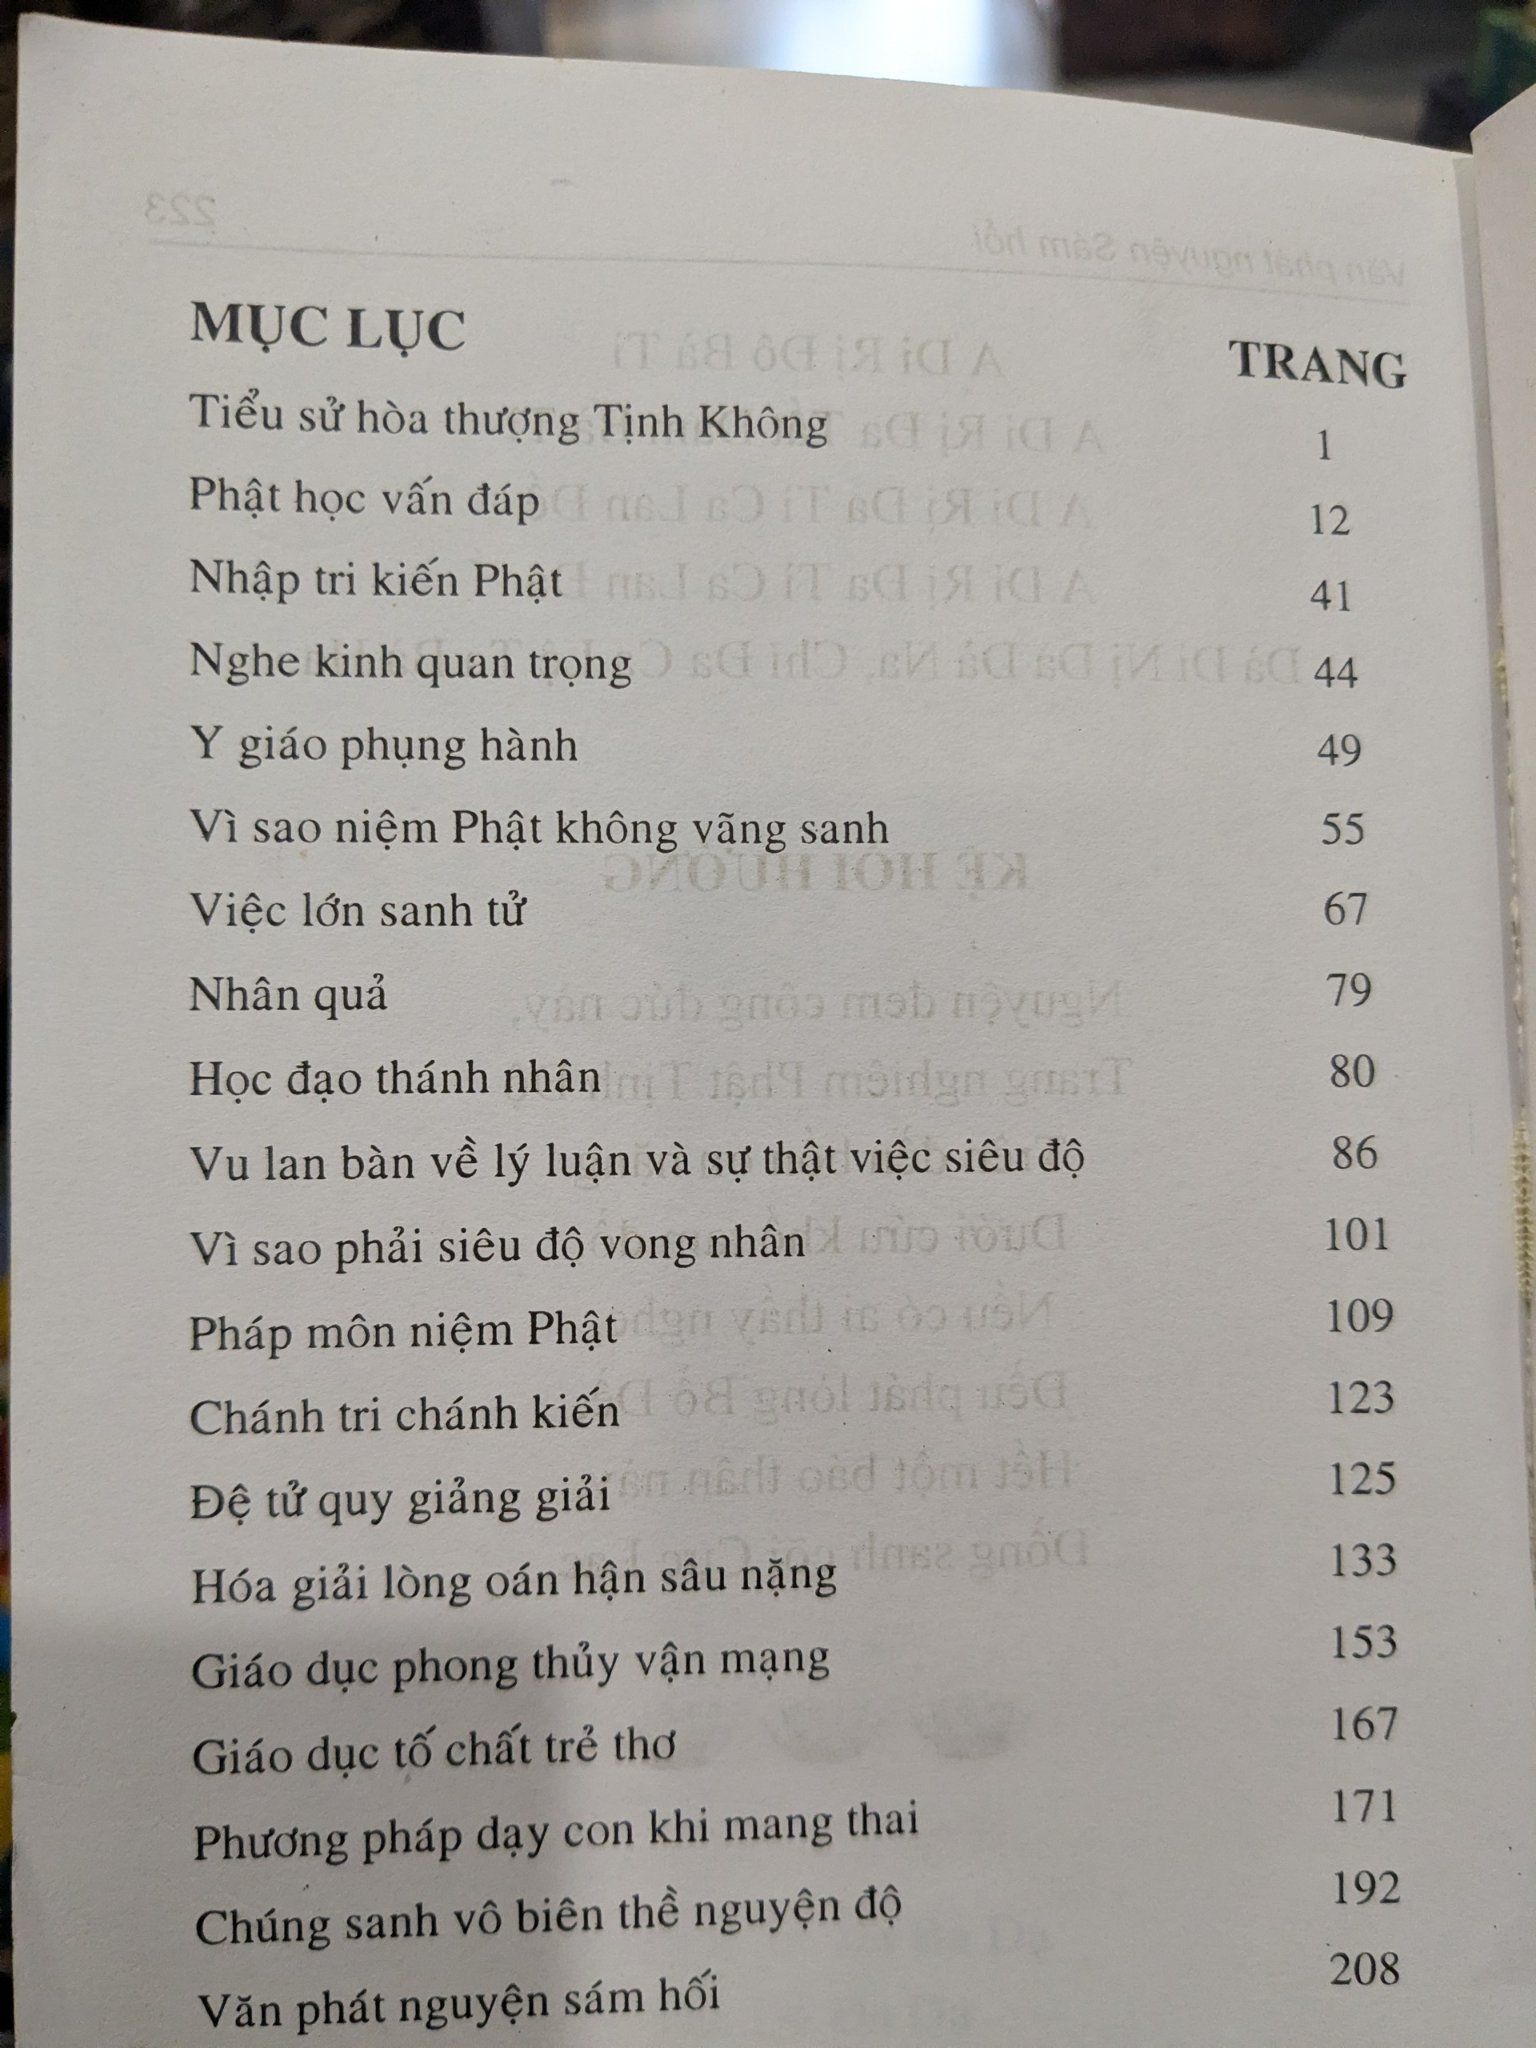 MỤC LỤC TRANG
Tiểu sử hòa thượng Tịnh Không 1
Phật học vấn đáp 12
Nhập tri kiến Phật 41
Nghe kinh quan trọng 44
Y giáo phụng hành 49
Vì sao niệm Phật không vãng sanh 55
Việc lớn sanh tử 67
Nhân quả 79
Học đạo thánh nhân 80
Vu lan bàn về lý luận và sự thật việc siêu độ 86
Vì sao phải siêu độ vong nhân 101
Pháp môn niệm Phật 109
Chánh tri chánh kiến 123
Đệ tử quy giảng giải 125
Hóa giải lòng oán hận sâu nặng 133
Giáo dục phong thủy vận mạng 153
Giáo dục tố chất trẻ thơ 167
Phương pháp dạy con khi mang thai 171
Chúng sanh vô biên thề nguyện độ 192
Văn phát nguyện sám hối 208